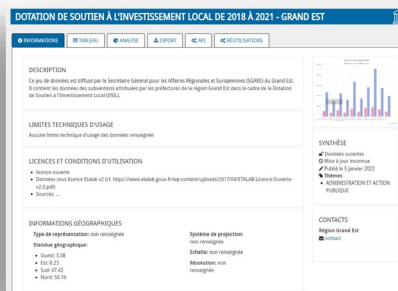 DOTATION DE SOUTIEN À L'INVESTISSEMENT LOCAL DE 2018 À 2021 - GRAND EST
INFORMATIONS
TABLEAU
ANALYSE
EXPORT
API
RÉUTILISATIONS
DESCRIPTION
Ce jeu de données est diffusé par le Secrétaire Général pour les Affaires Régionales et Européennes (SGARE) du Grand Est.
Il contient les données des subventions attribuées par les préfectures de la région Grand Est dans le cadre de la Dotation
de Soutien à l'Investissement Local (DSIL).
LIMITES TECHNIQUES D'USAGE
Aucune limite technique d'usage des données renseignée
LICENCES ET CONDITIONS D'UTILISATION
licence-ouverte
Données sous licence Etalab v2 (cf. https://www.etalab.gouv.fr/wp-content/uploads/2017/04/ETALAB-Licence-Ouverte-
v2.0.pdf)
Sources: ...
INFORMATIONS GÉOGRAPHIQUES
Type de représentation: non renseignée
Etendue géographique:
Ouest: 3.38
Est: 8.23
Sud: 47.42
Nord: 50.16
Système de projection:
non renseignée
Echelle: non renseignée
Résolution: non
renseignée
SYNTHÈSE
Données ouvertes
Mise à jour inconnue
Publié le 5 janvier 2022
Thèmes
ADMINISTRATION ET ACTION
PUBLIQUE
CONTACTS
Région Grand Est
contact